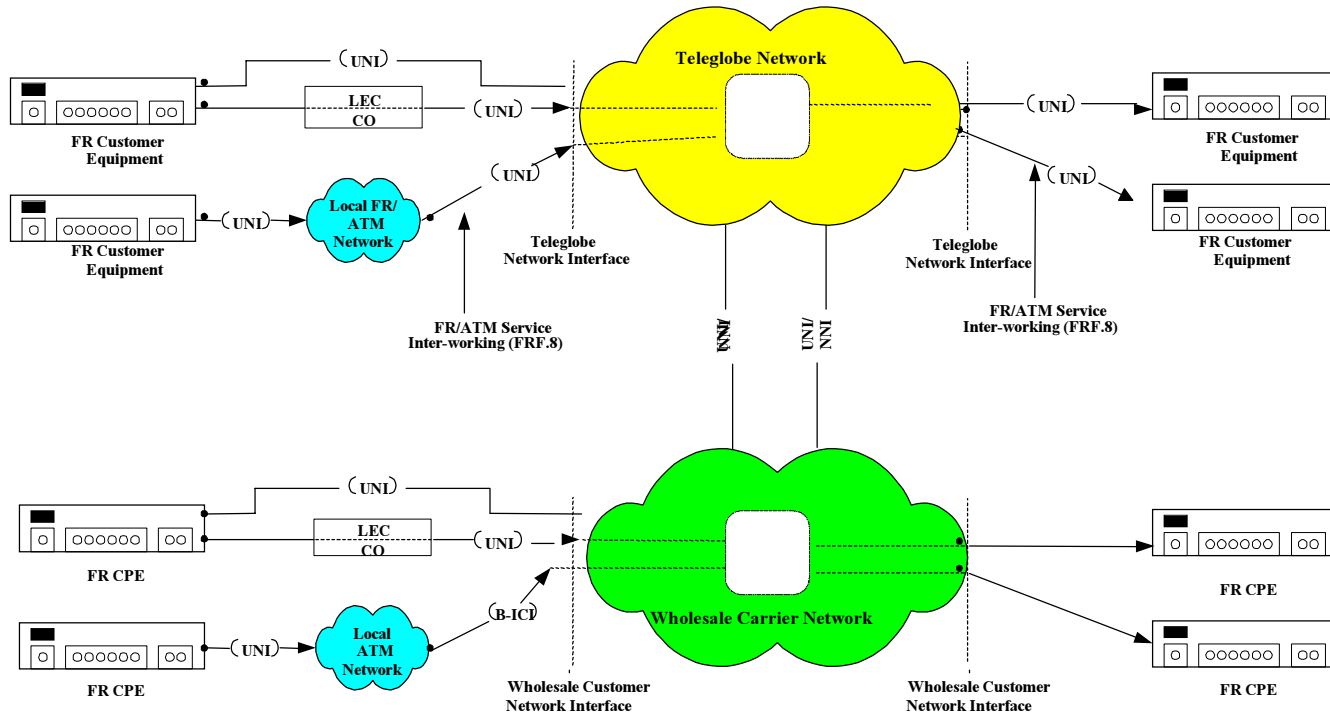 (UNI)
Teleglobe Network
LEC
CO
(UNI)
(UNI)
FR Customer
Equipment
FR Customer
Equipment
(UNI)
(UNI)
(UNI)
Local FR/
ATM
Network
FR Customer
Equipment
Teleglobe
Network Interface
Teleglobe
Network Interface
FR Customer
Equipment
FR/ATM Service
Inter-working (FRF.8)
FR/ATM Service
Inter-working (FRF.8)
UNI/
NNI
(UNI)
LEC
CO
(UNI)
FR CPE
FR CPE
(B-ICI)
Wholesale Carrier Network
(UNI)
Local
ATM
Network
FR CPE
Wholesale Customer
Network Interface
Wholesale Customer
Network Interface
FR CPE